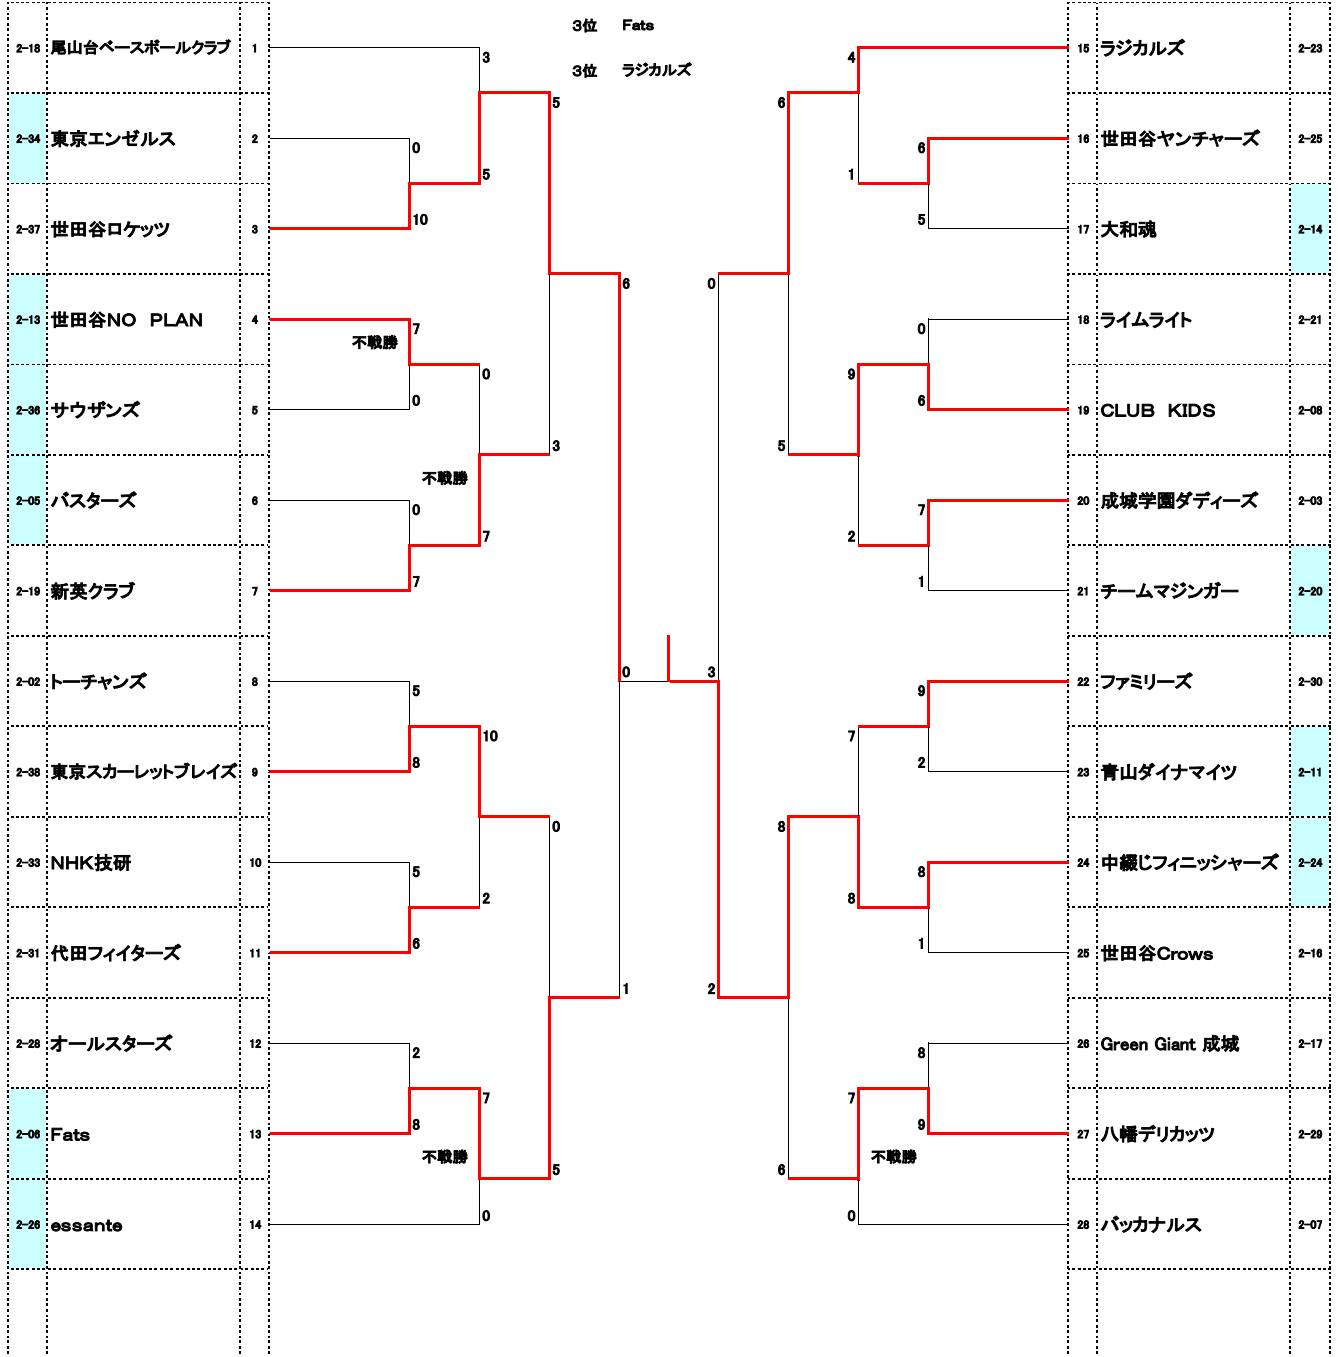 3位 Fats
3位 ラジカルズ
2-18 尾山台ベースボールクラブ 1
3
5
2-34 東京エンゼルス 2
0
5
10
2-37 世田谷ロケッツ 3
6
2-13 世田谷NO PLAN 4
7
不戦勝
0
0
2-36 サウザンズ 5
3
不戦勝
2-05 バスターズ 6
0
7
7
2-19 新英クラブ 7
0
2-02 トーチャンズ 8
5
10
8
2-38 東京スカーレットブレイズ 9
0
2-33 NHK技研 10
5
2
6
2-31 代田フィイターズ 11
1
2-28 オールスターズ 12
2
7
8
2-06 Fats 13
不戦勝
5
0
2-26 essante 14
4
15 ラジカルズ 2-23
6
6
16 世田谷ヤンチャーズ 2-25
1
5
17 大和魂 2-14
0
0
18 ライムライト 2-21
9
6
19 CLUB KIDS 2-08
5
7
20 成城学園ダディーズ 2-03
2
1
21 チームマジンガー 2-20
3
9
22 ファミリーズ 2-30
7
2
23 青山ダイナマイツ 2-11
8
8
24 中綴じフィニッシャーズ 2-24
8
1
25 世田谷Crows 2-16
2
8
26 Green Giant 成城 2-17
7
9
27 八幡デリカッツ 2-29
不戦勝
6
0
28 バッカナルス 2-07